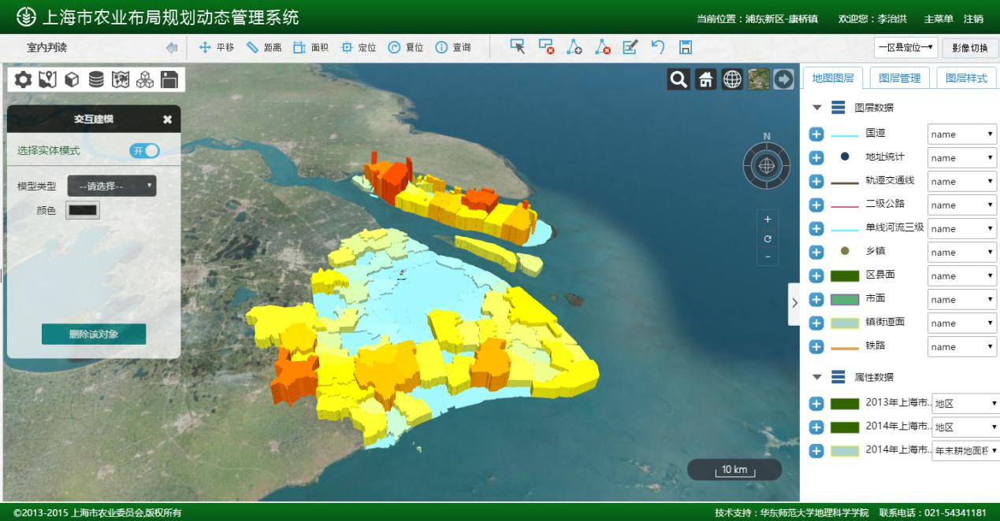 上海市农业布局规划动态管理系统
当前位置：浦东新区-康桥镇 欢迎您：李治洪 主菜单 注销
室内判读 平移 距离 面积 定位 复位 查询 一区县定位一 影像切换
地图图层 图层管理 图层样式
交互建模
选择实体模式 开
模型类型 --请选择--
颜色
删除该对象
N
+
-
10 km
图层数据
国道 name
地址统计 name
轨道交通线 name
二级公路 name
单线河流三级 name
乡镇 name
区县面 name
市面 name
镇街道面 name
铁路 name
属性数据
2013年上海市.. 地区
2014年上海市.. 地区
2014年上海市.. 年末耕地面积
©2013-2015 上海市农业委员会,版权所有
技术支持：华东师范大学地理科学学院 联系电话：021-54341181